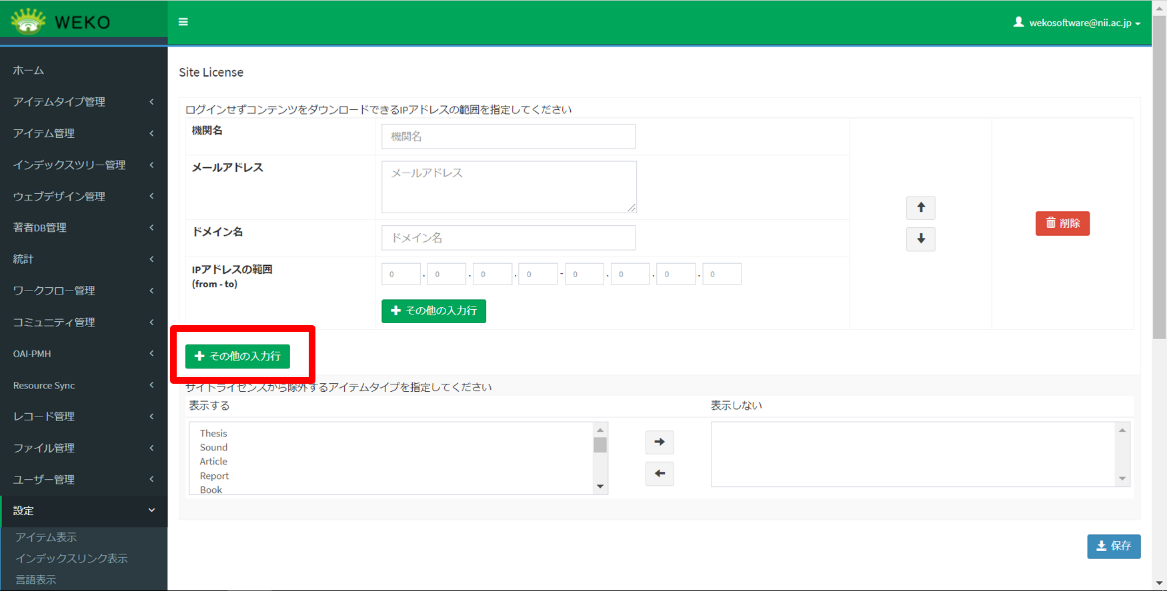 WEKO
wekosoftware@nii.ac.jp
ホーム
アイテムタイプ管理
アイテム管理
インデックスツリー管理
ウェブデザイン管理
著者DB管理
統計
ワークフロー管理
コミュニティ管理
OAI-PMH
Resource Sync
レコード管理
ファイル管理
ユーザー管理
設定
アイテム表示
インデックスリンク表示
言語表示
Site License
ログインせずコンテンツをダウンロードできるIPアドレスの範囲を指定してください
機関名
機関名
メールアドレス
メールアドレス
ドメイン名
ドメイン名
IPアドレスの範囲
(from - to)
0 . 0 . 0 . 0 - 0 . 0 . 0 . 0
その他の入力行
削除
その他の入力行
サイトライセンスから除外するアイテムタイプを指定してください
表示する 表示しない
Thesis
Sound
Article
Report
Book
保存